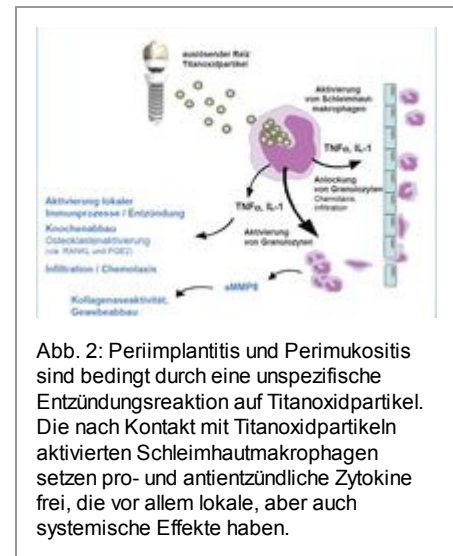 auslösender Reiz
Titanoxidpartikel
Aktivierung
von Schleimhaut
makrophagen
TNFα, IL-1
Anlockung
von Granulozyten
Chemotaxis,
Infiltration
TNFα, IL-1
Aktivierung
von Granulozyten
Aktivierung lokaler
Immunprozesse / Entzündung
Knochenabbau
Osteoklastenaktivierung
(via RANKL und PGE2)
Infiltration / Chemotaxis
aMMP8
Kollagenaseaktivität,
Gewebeabbau
Abb. 2: Periimplantitis und Perimukositis
sind bedingt durch eine unspezifische
Entzündungsreaktion auf Titanoxidpartikel.
Die nach Kontakt mit Titanoxidpartikeln
aktivierten Schleimhautmakrophagen
setzen pro- und antientzündliche Zytokine
frei, die vor allem lokale, aber auch
systemische Effekte haben.